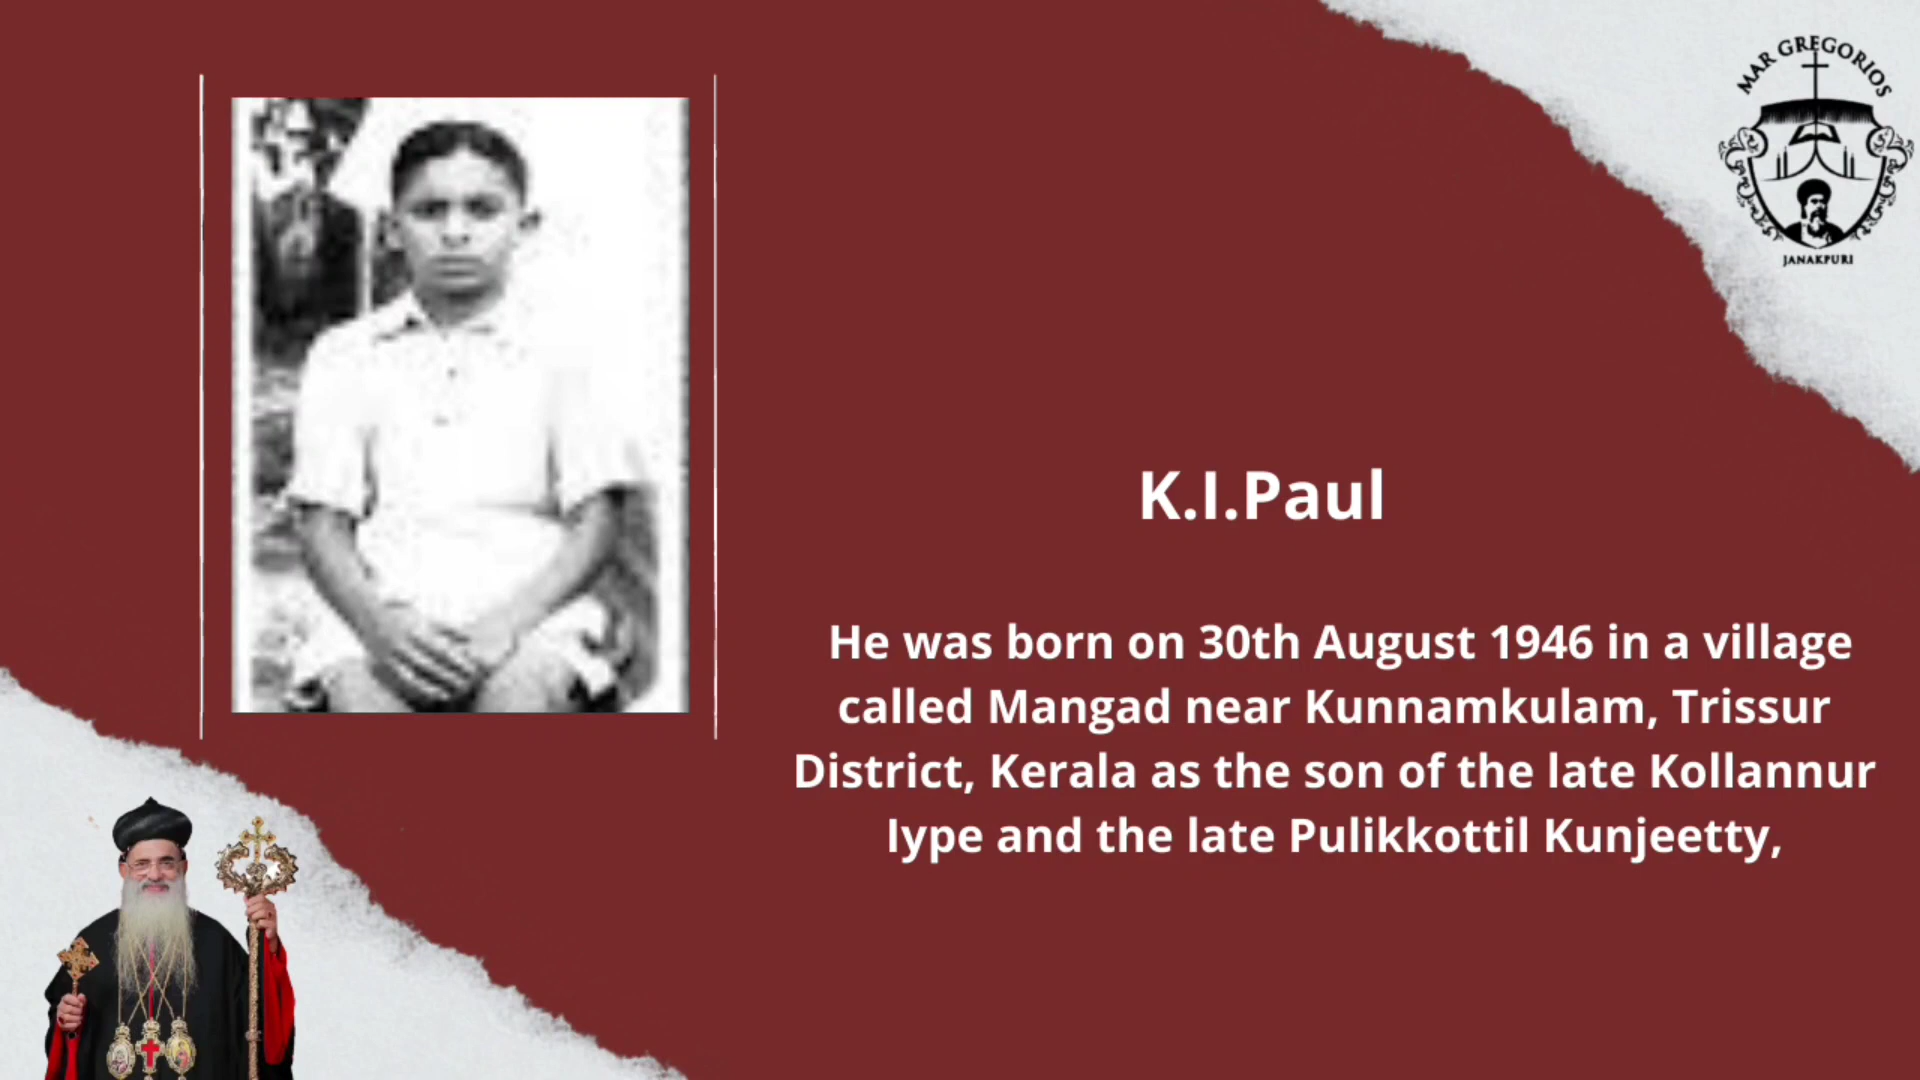 MAR GREGORIOS
JANAKPURI
K.I.Paul
He was born on 30th August 1946 in a village
called Mangad near Kunnamkulam, Trissur
District, Kerala as the son of the late Kollannur
Iype and the late Pulikkottil Kunjeetty,